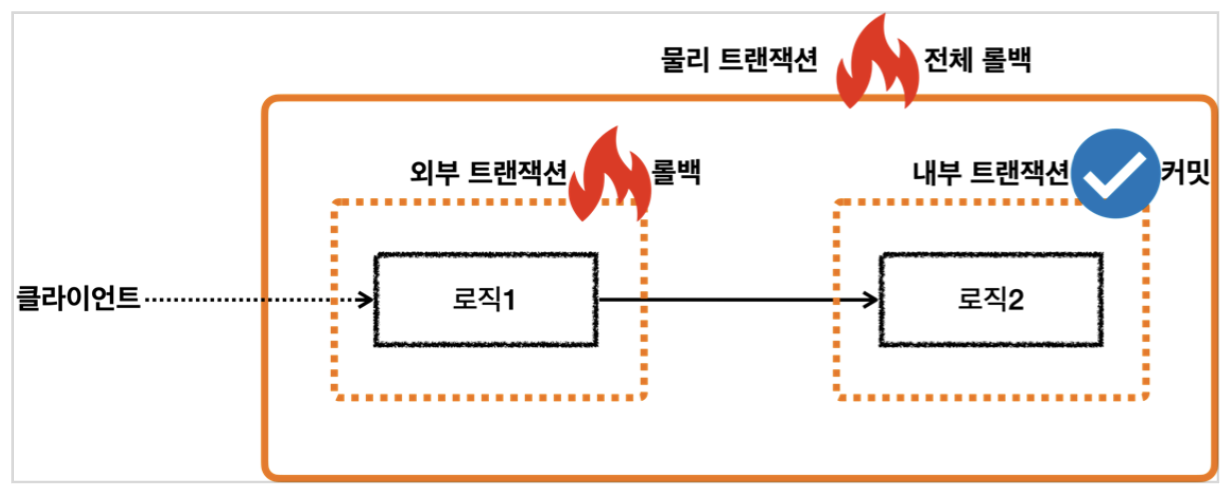 물리 트랜잭션 전체 롤백
외부 트랜잭션 롤백
내부 트랜잭션 커밋
클라이언트
로직1
로직2